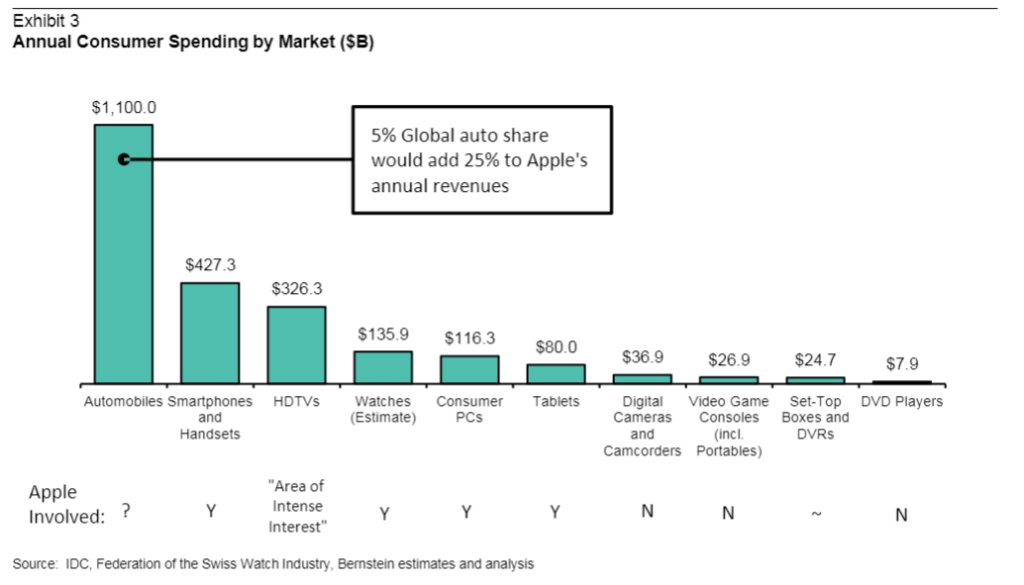 Exhibit 3
Annual Consumer Spending by Market ($B)
$1,100.0
5% Global auto share
would add 25% to Apple's
annual revenues
$427.3
$326.3
$135.9
$116.3
$80.0
$36.9
$26.9
$24.7
$7.9
Automobiles
Smartphones
and
Handsets
HDTVs
Watches
(Estimate)
Consumer
PCs
Tablets
Digital
Cameras
and
Camcorders
Video Game
Consoles
(incl.
Portables)
Set-Top
Boxes and
DVRs
DVD Players
Apple
Involved:
?
Y
"Area of
Intense
Interest"
Y
Y
Y
N
N
~
N
Source: IDC, Federation of the Swiss Watch Industry, Bernstein estimates and analysis